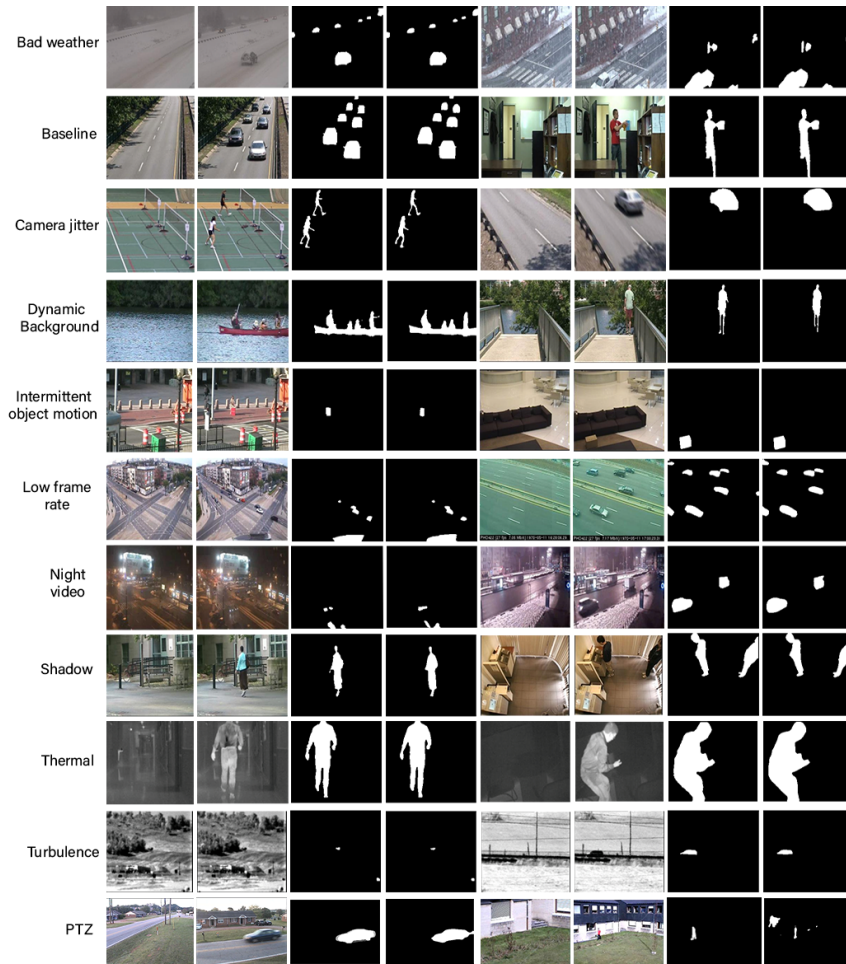 Bad weather
Baseline
Camera jitter
Dynamic
Background
Intermittent
object motion
Low frame
rate
Night
video
Shadow
Thermal
Turbulence
PTZ